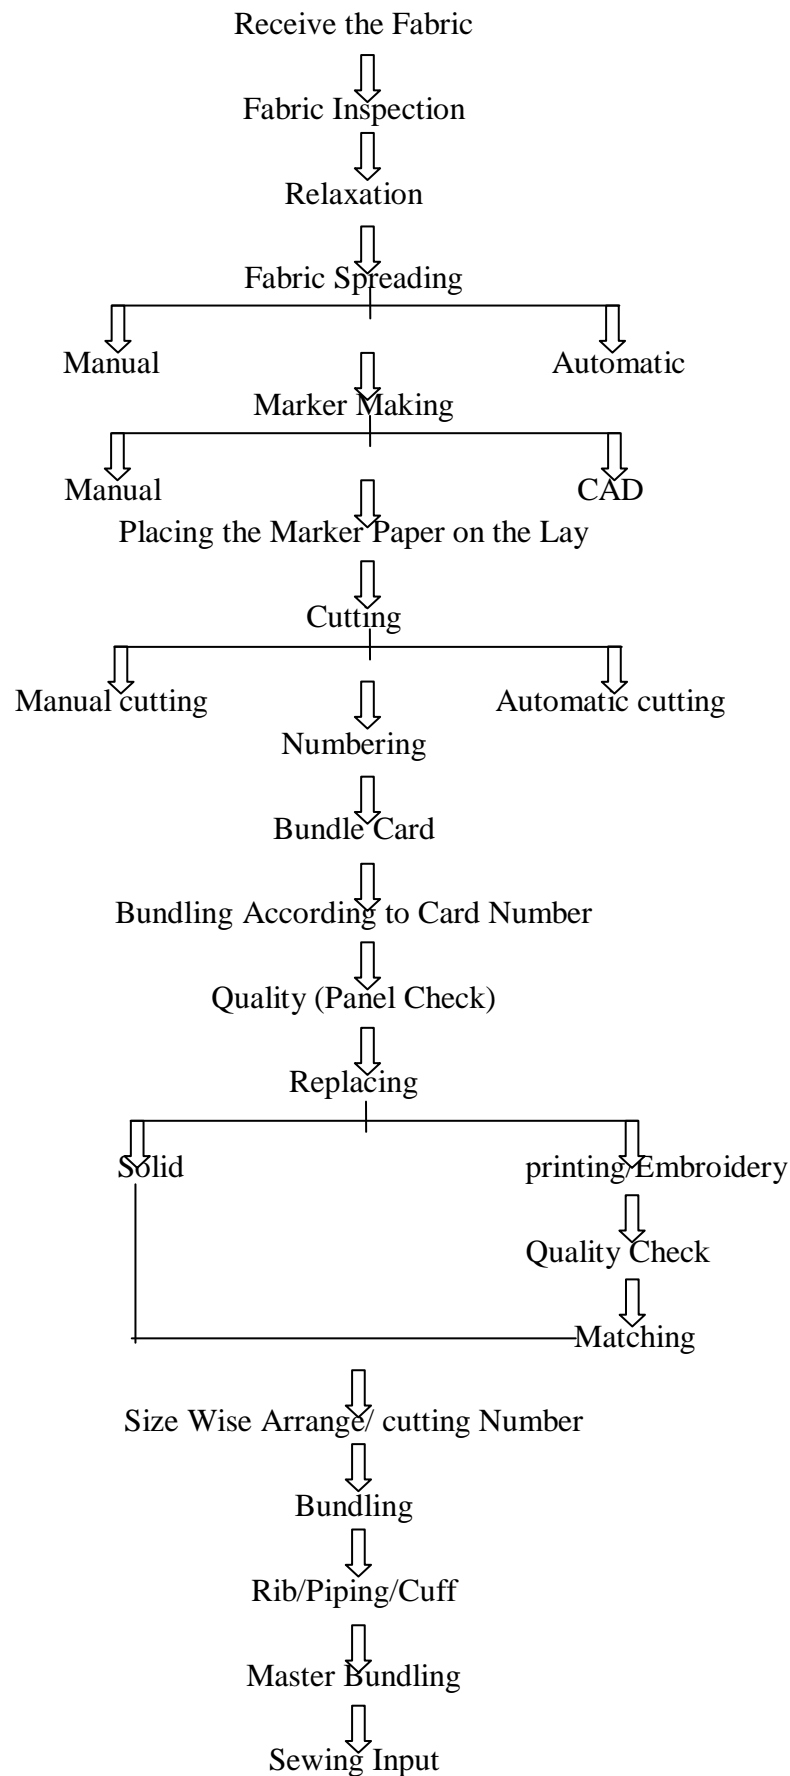 Receive the Fabric
Fabric Inspection
Relaxation
Fabric Spreading
Manual
Automatic
Marker Making
Manual
CAD
Placing the Marker Paper on the Lay
Cutting
Manual cutting
Automatic cutting
Numbering
Bundle Card
Bundling According to Card Number
Quality (Panel Check)
Replacing
Solid
printing/Embroidery
Quality Check
Matching
Size Wise Arrange/ cutting Number
Bundling
Rib/Piping/Cuff
Master Bundling
Sewing Input